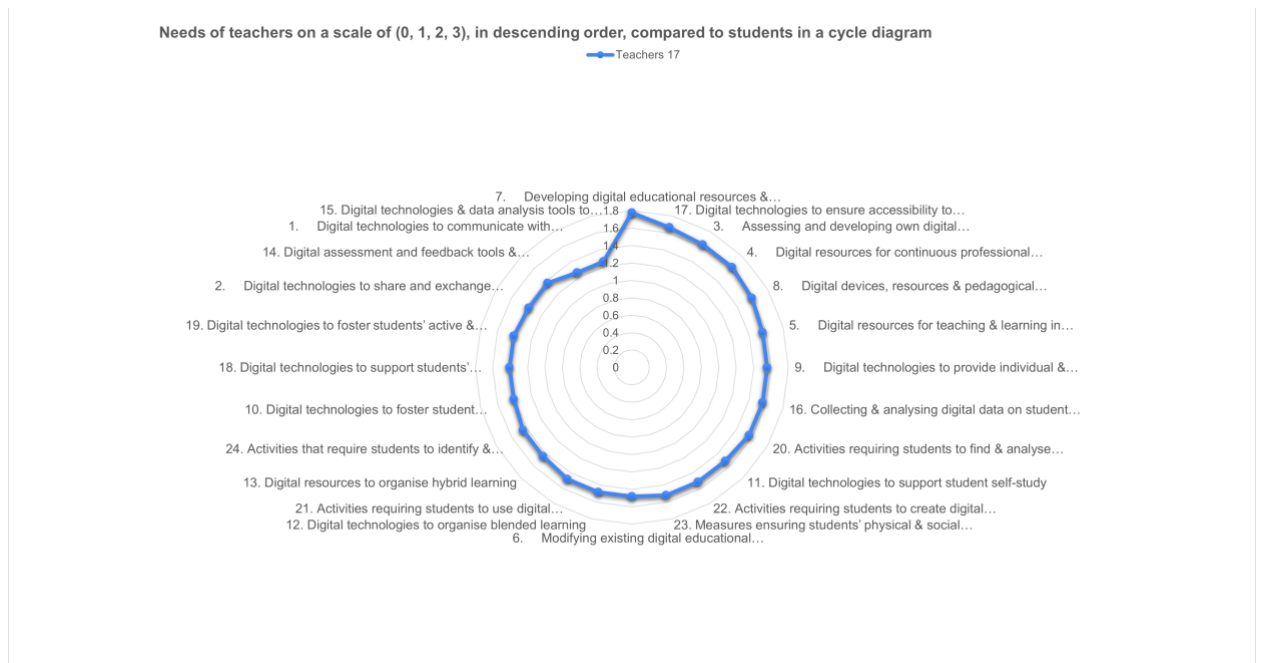 Needs of teachers on a scale of (0, 1, 2, 3), in descending order, compared to students in a cycle diagram
Teachers 17
7. Developing digital educational resources &…
17. Digital technologies to ensure accessibility to…
3. Assessing and developing own digital…
4. Digital resources for continuous professional…
8. Digital devices, resources & pedagogical…
5. Digital resources for teaching & learning in…
9. Digital technologies to provide individual &…
16. Collecting & analysing digital data on student…
20. Activities requiring students to find & analyse…
11. Digital technologies to support student self-study
22. Activities requiring students to create digital…
23. Measures ensuring students’ physical & social…
6. Modifying existing digital educational…
12. Digital technologies to organise blended learning
21. Activities requiring students to use digital…
13. Digital resources to organise hybrid learning
24. Activities that require students to identify &…
10. Digital technologies to foster student…
18. Digital technologies to support students’…
19. Digital technologies to foster students’ active &…
2. Digital technologies to share and exchange…
14. Digital assessment and feedback tools &…
1. Digital technologies to communicate with…
15. Digital technologies & data analysis tools to…
1.8
1.6
1.4
1.2
1
0.8
0.6
0.4
0.2
0